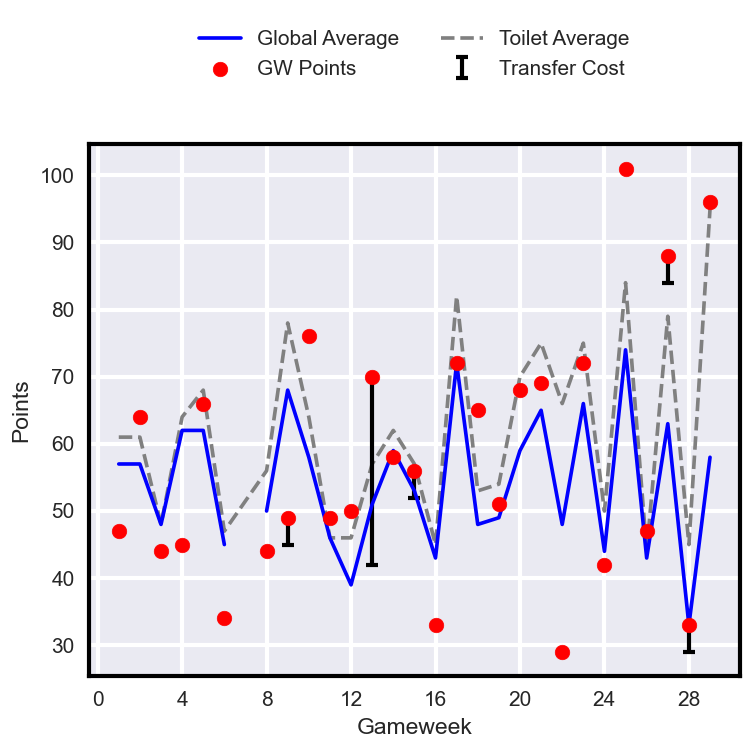 Global Average
GW Points
Toilet Average
Transfer Cost
100
90
80
70
60
50
40
30
Points
0 4 8 12 16 20 24 28
Gameweek